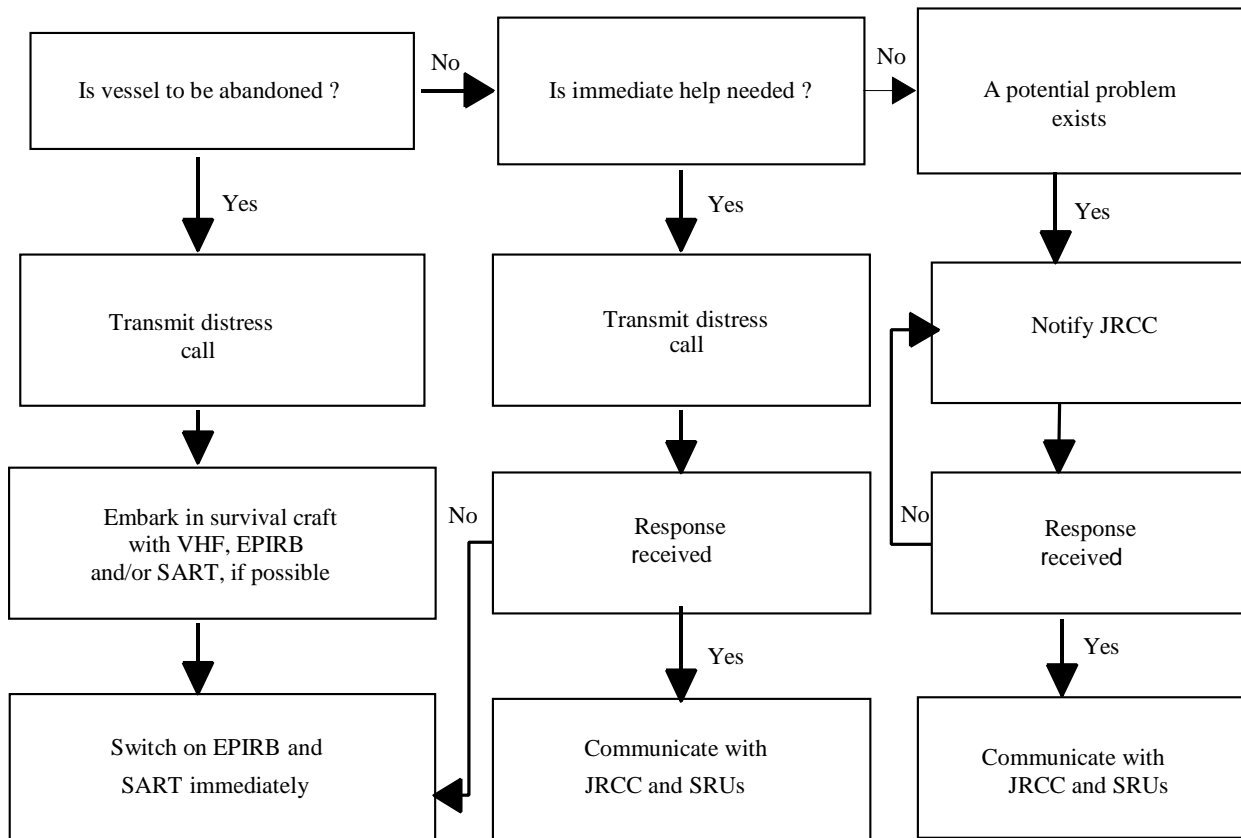 Is vessel to be abandoned ?
No
Is immediate help needed ?
No
A potential problem
exists
Yes
Yes
Yes
Transmit distress
call
Transmit distress
call
Notify JRCC
Embark in survival craft
with VHF, EPIRB
and/or SART, if possible
No
Response
received
No
Response
received
Yes
Yes
Switch on EPIRB and
SART immediately
Communicate with
JRCC and SRUs
Communicate with
JRCC and SRUs